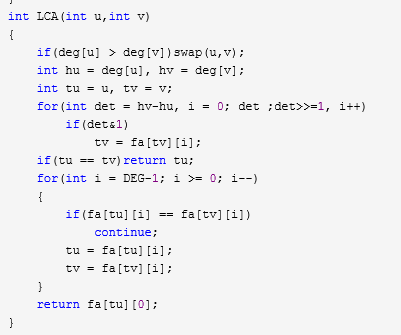 }
int LCA(int u,int v)
{
    if(deg[u] > deg[v])swap(u,v);
    int hu = deg[u], hv = deg[v];
    int tu = u, tv = v;
    for(int det = hv-hu, i = 0; det ;det>>=1, i++)
        if(det&1)
            tv = fa[tv][i];
    if(tu == tv)return tu;
    for(int i = DEG-1; i >= 0; i--)
    {
        if(fa[tu][i] == fa[tv][i])
            continue;
        tu = fa[tu][i];
        tv = fa[tv][i];
    }
    return fa[tu][0];
}